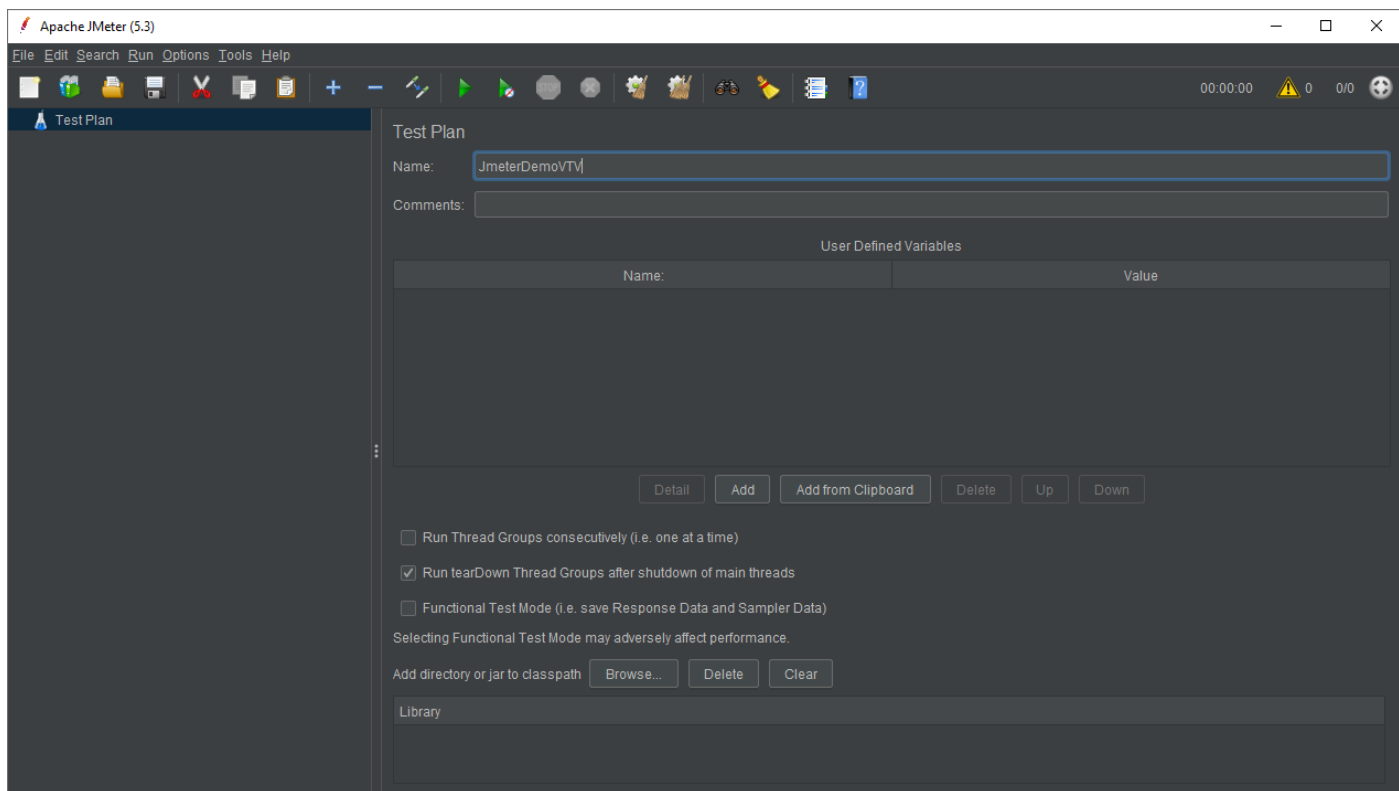 Apache JMeter (5.3)
File Edit Search Run Options Tools Help
STOP
00:00:00 0 0/0
Test Plan
Test Plan
Name: JmeterDemoVTV
Comments:
User Defined Variables
Name: Value
Detail Add Add from Clipboard Delete Up Down
Run Thread Groups consecutively (i.e. one at a time)
Run tearDown Thread Groups after shutdown of main threads
Functional Test Mode (i.e. save Response Data and Sampler Data)
Selecting Functional Test Mode may adversely affect performance.
Add directory or jar to classpath Browse... Delete Clear
Library